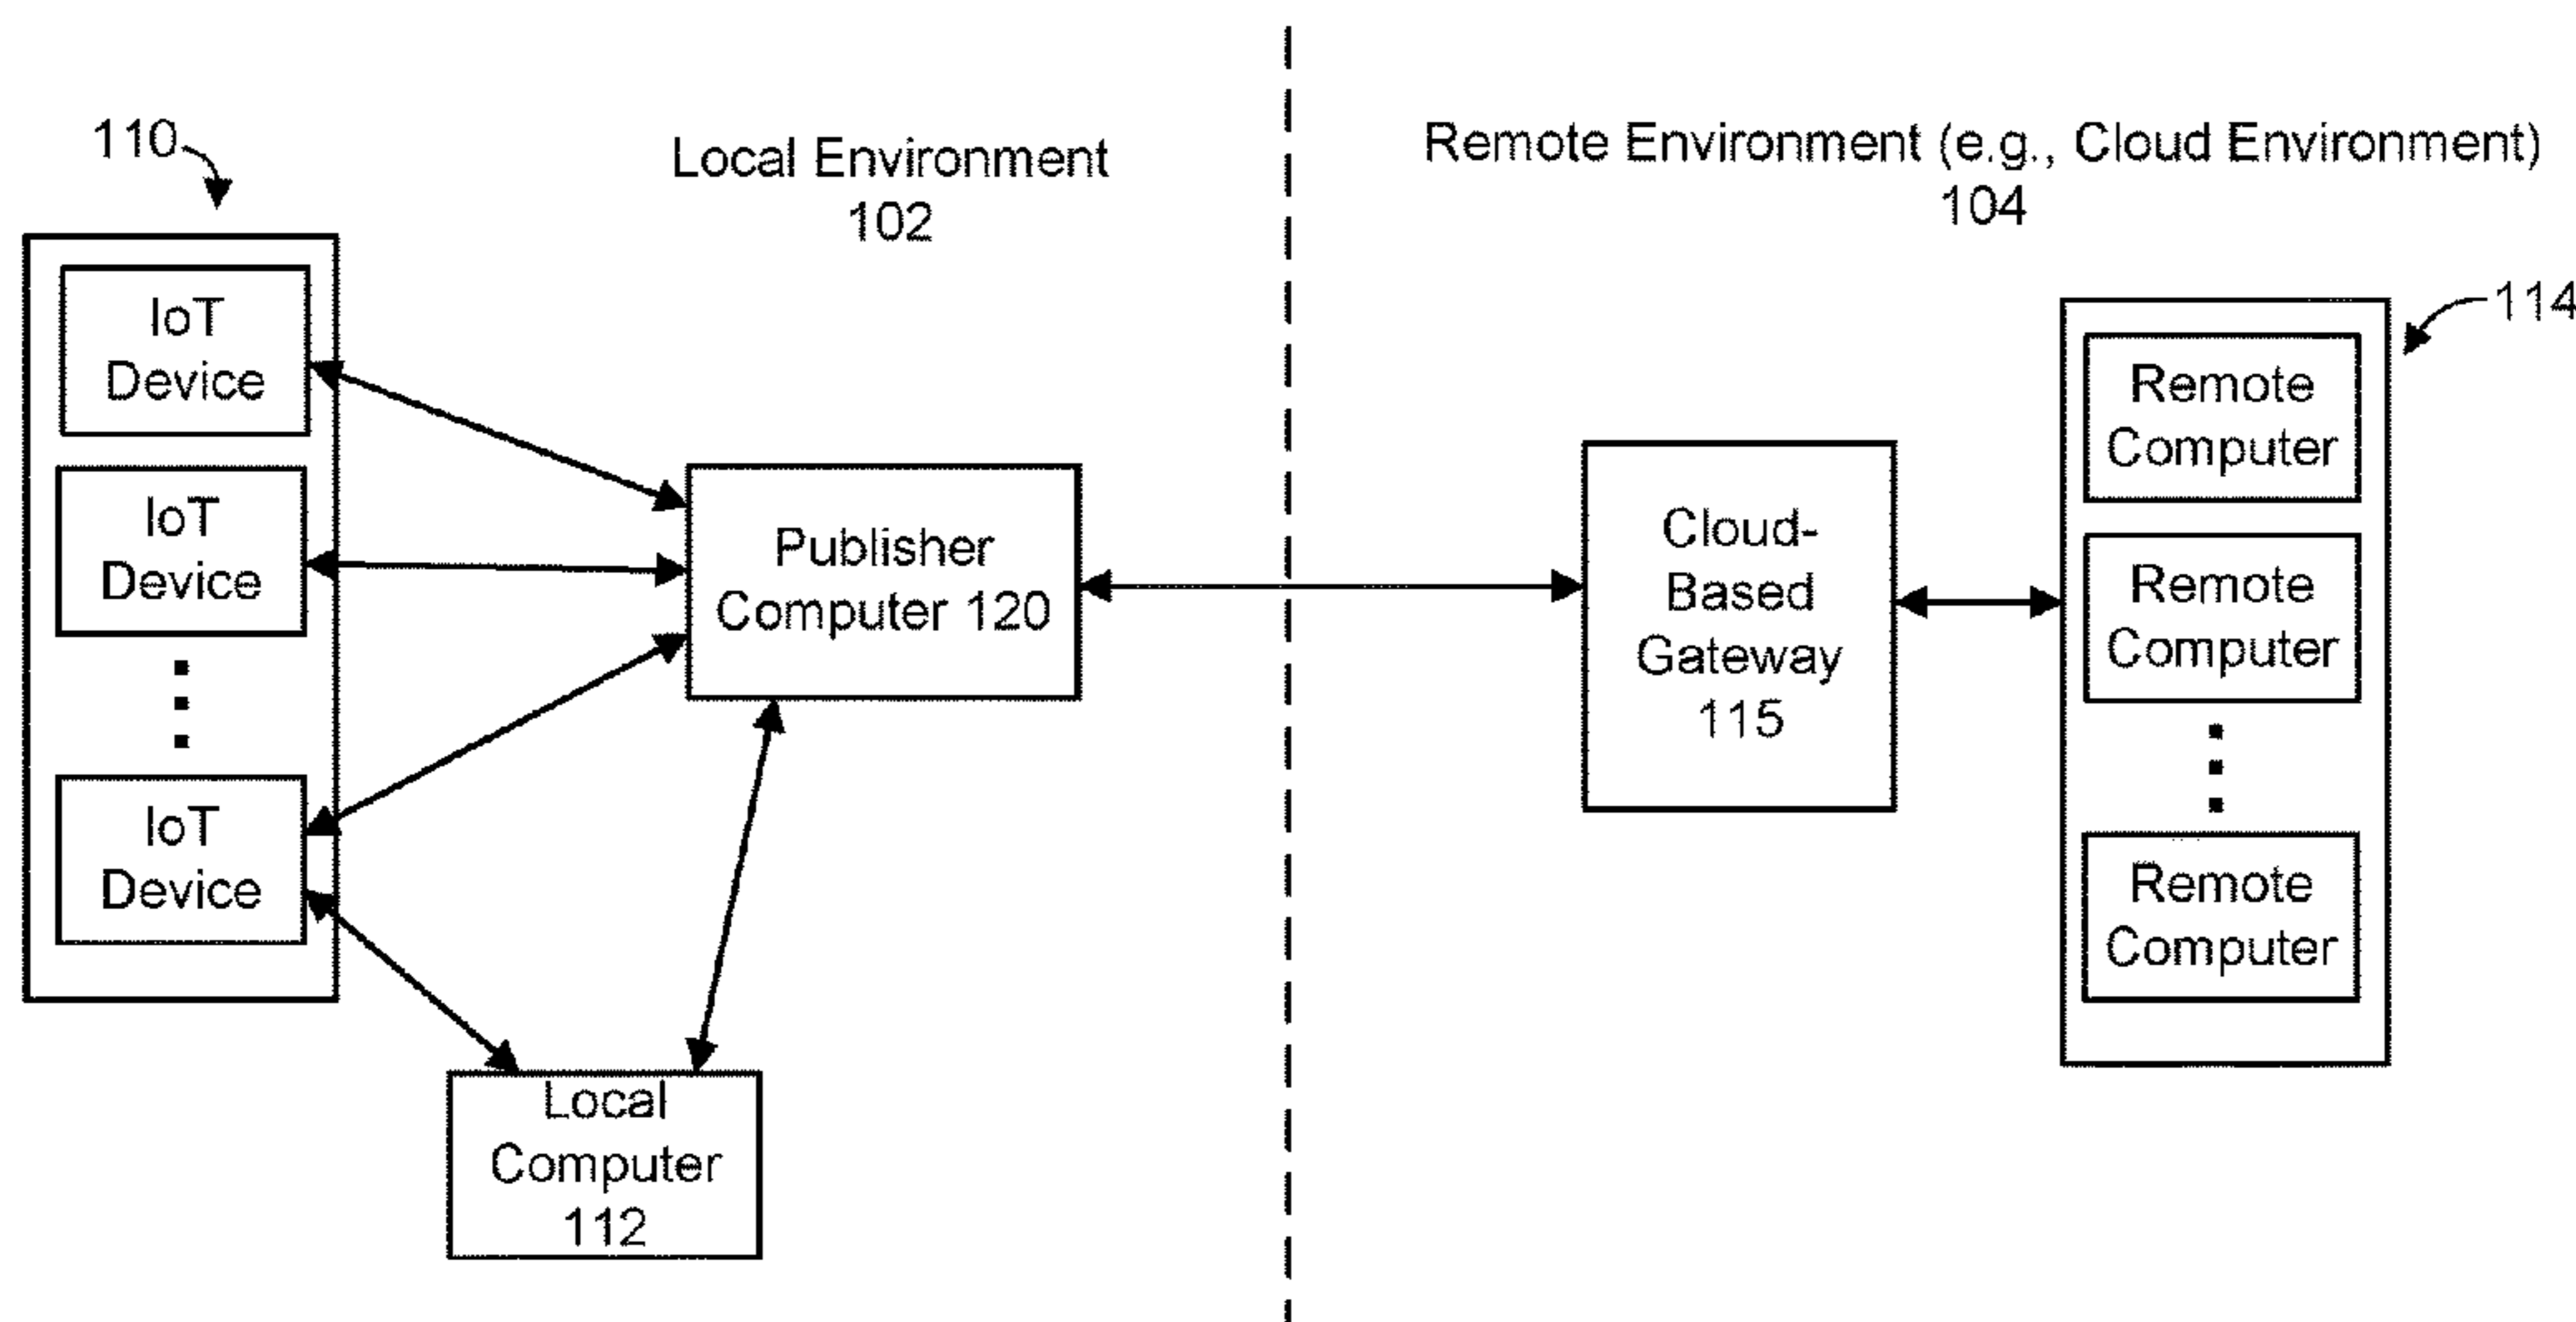 110
Local Environment
102
Remote Environment (e.g., Cloud Environment)
104
114
IoT
Device
IoT
Device
IoT
Device
Publisher
Computer 120
Local
Computer
112
Cloud-
Based
Gateway
115
Remote
Computer
Remote
Computer
Remote
Computer